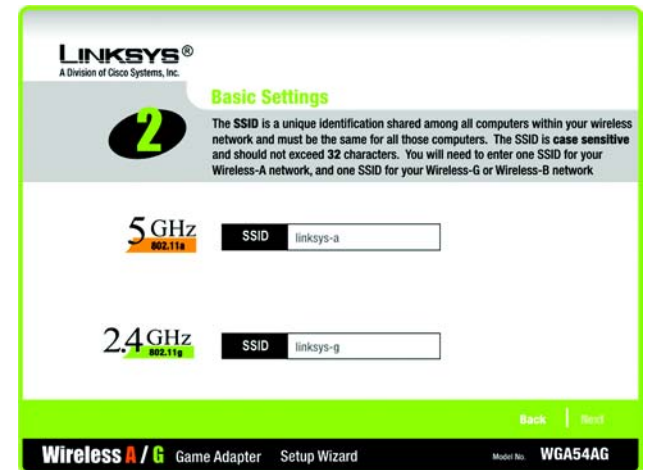 LINKSYS®
A Division of Cisco Systems, Inc.
2
Basic Settings
The SSID is a unique identification shared among all computers within your wireless
network and must be the same for all those computers. The SSID is case sensitive
and should not exceed 32 characters. You will need to enter one SSID for your
Wireless-A network, and one SSID for your Wireless-G or Wireless-B network
5 GHz
802.11a
SSID
linksys-a
2.4 GHz
802.11g
SSID
linksys-g
Back
Next
Wireless A / G Game Adapter Setup Wizard
Model No. WGA54AG